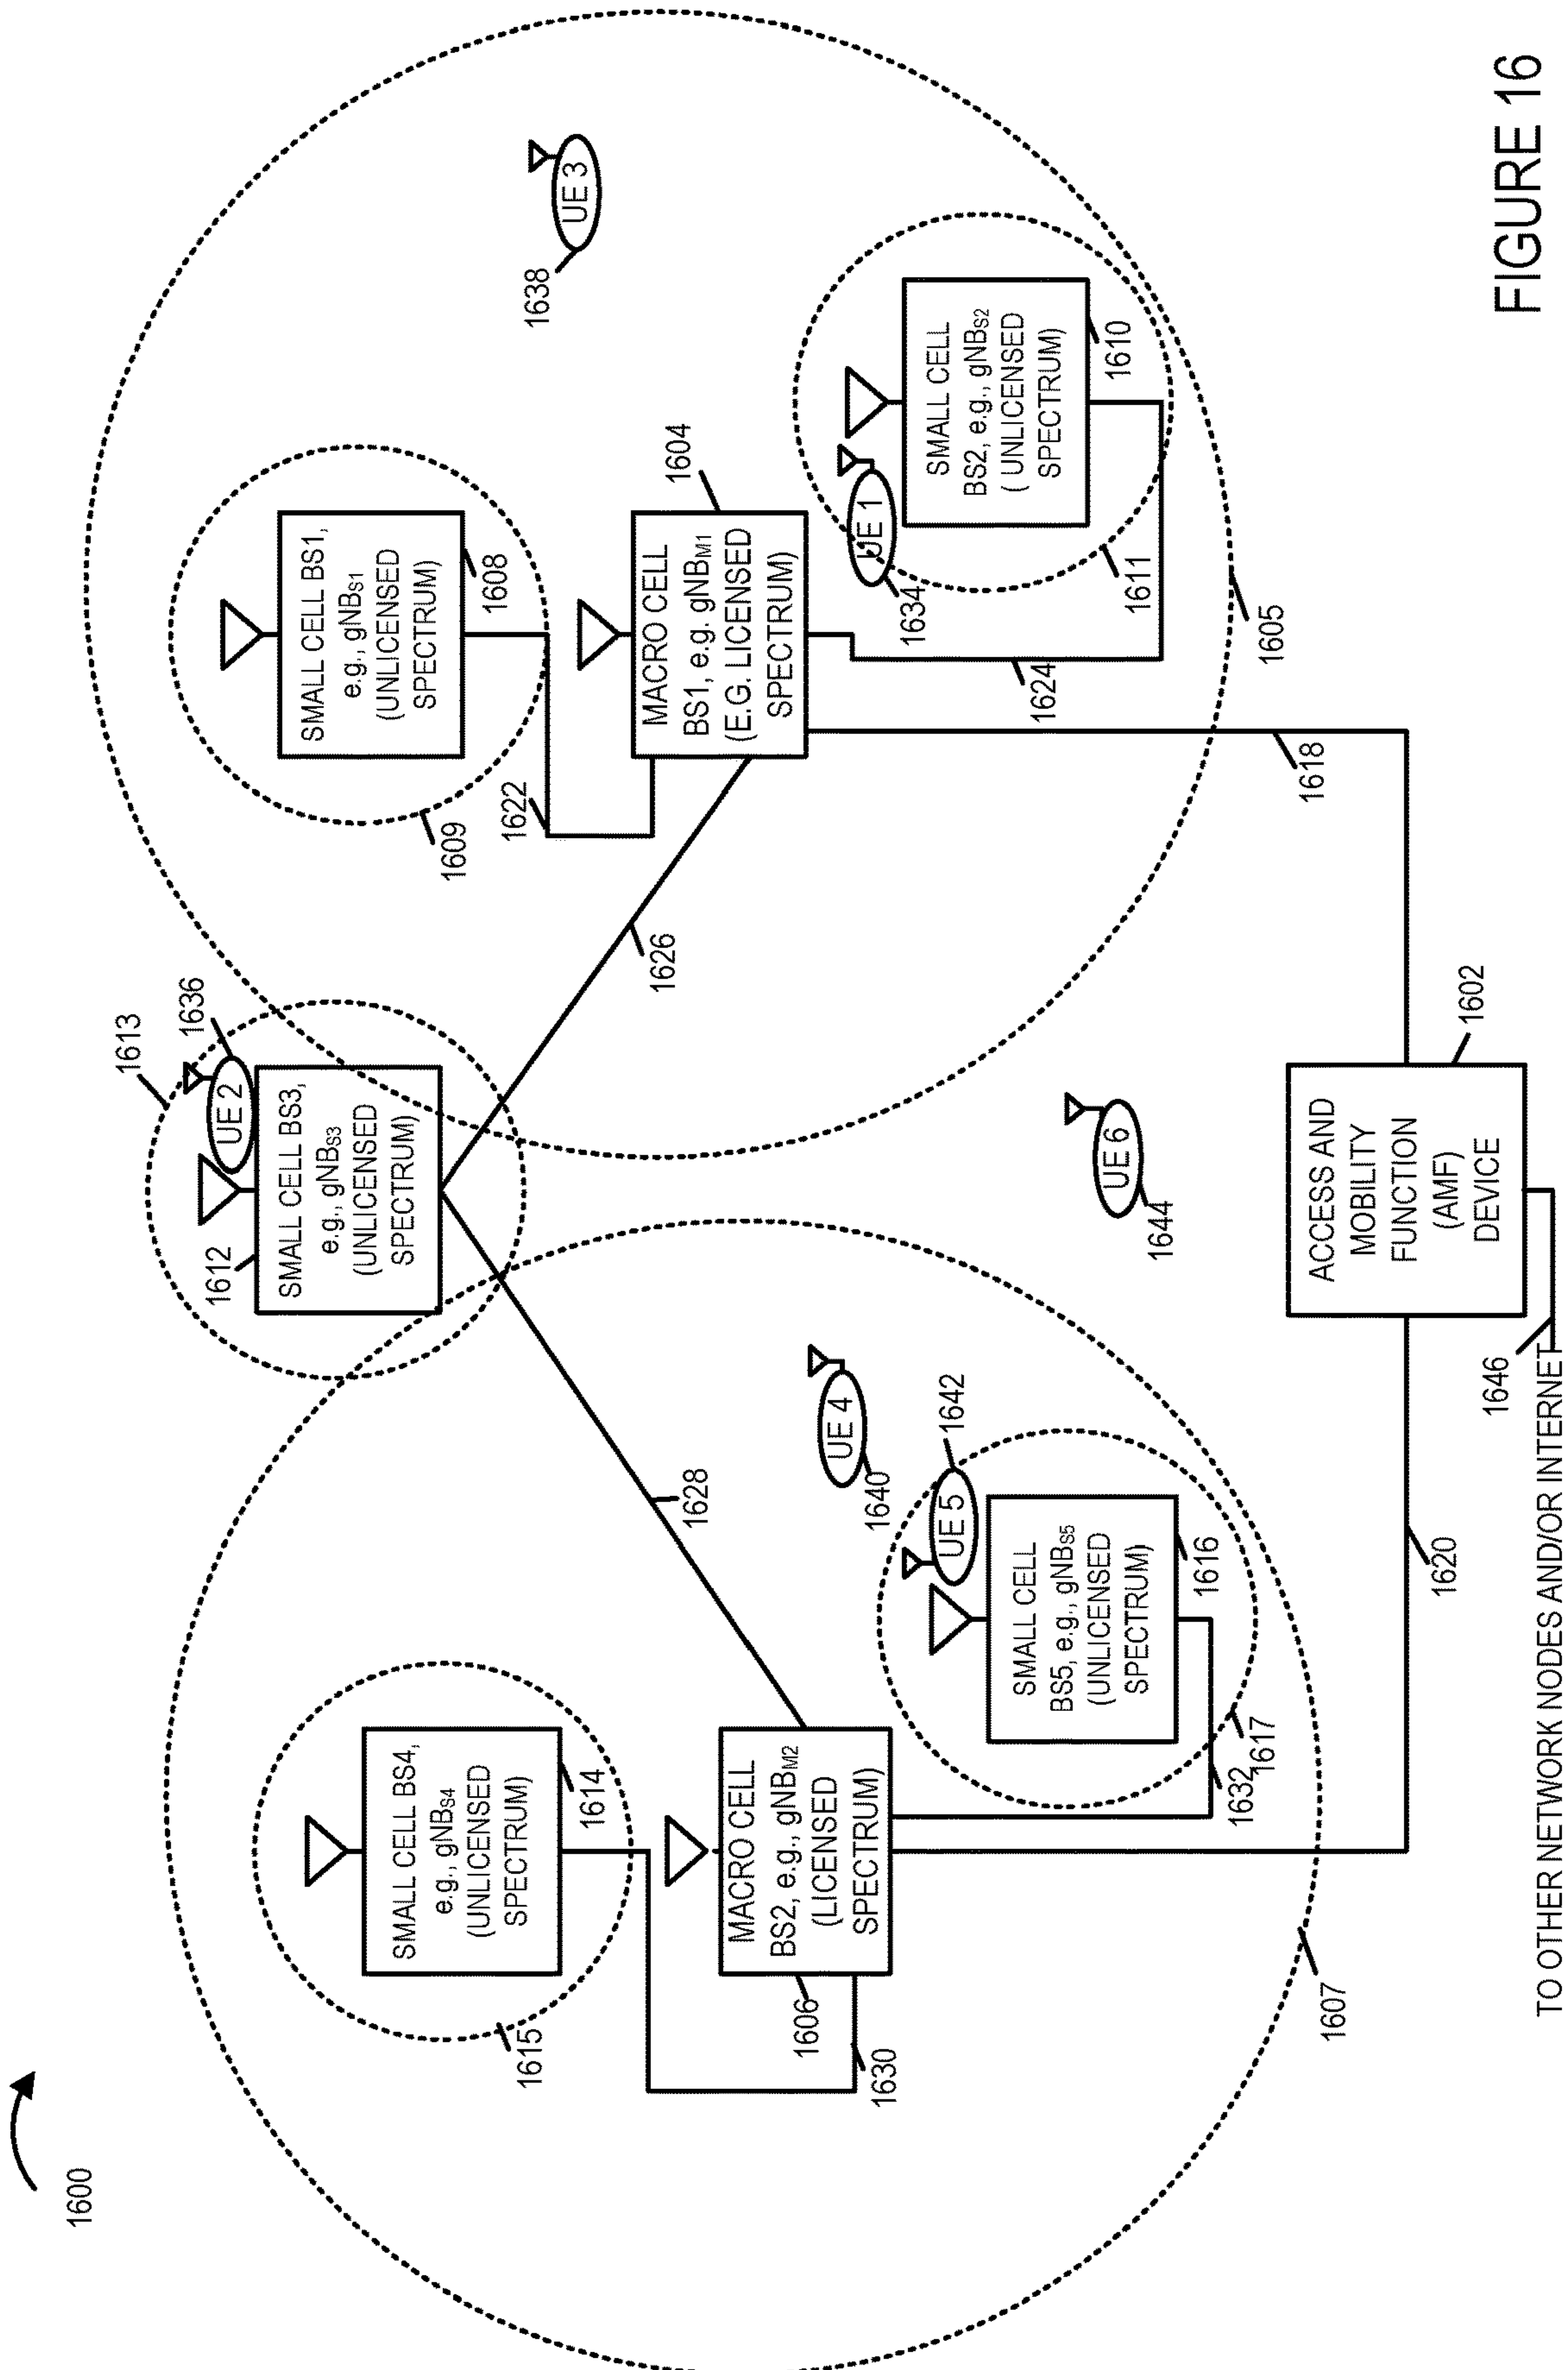 1600
1613
1636
UE 2
1612
SMALL CELL BS3,
e.g., gNBS3
(UNLICENSED
SPECTRUM)
SMALL CELL BS4,
e.g., gNBS4
(UNLICENSED
SPECTRUM)
1614
1615
SMALL CELL BS1,
e.g., gNBS1
(UNLICENSED
SPECTRUM)
1608
1609
1622
UE 3
1638
1628
1626
MACRO CELL
BS2, e.g., gNBM2
(LICENSED
SPECTRUM)
1606
1630
MACRO CELL
BS1, e.g. gNBM1
(E.G. LICENSED
SPECTRUM)
1604
UE 4
1640
UE 5
1642
SMALL CELL
BS5, e.g., gNBS5
(UNLICENSED
SPECTRUM)
1616
1617
1632
UE 1
1634
SMALL CELL
BS2, e.g., gNBS2
( UNLICENSED
SPECTRUM)
1610
1611
1624
UE 6
1644
1607
1605
1618
1620
ACCESS AND
MOBILITY
FUNCTION
(AMF)
DEVICE
1602
1646
TO OTHER NETWORK NODES AND/OR INTERNET
FIGURE 16